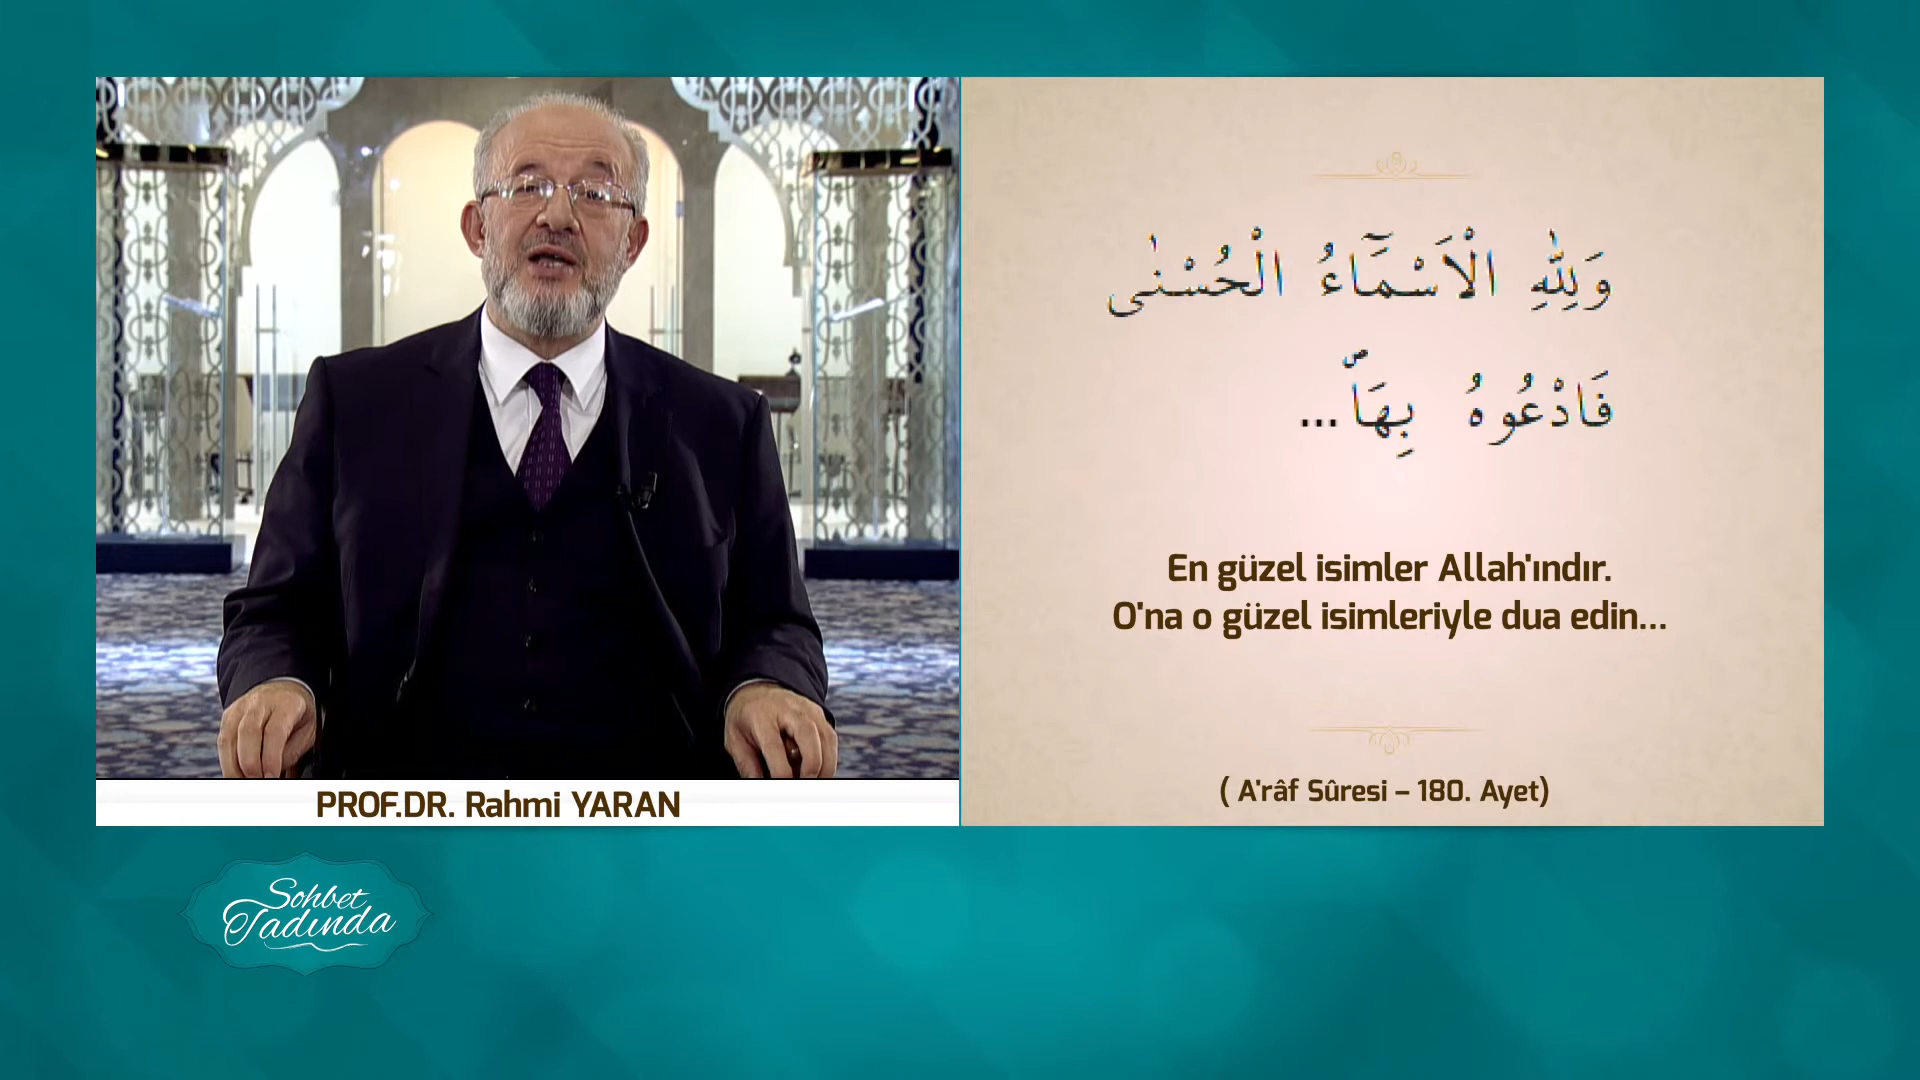 وَلِلّٰهِ الْاَسْمَٓاءُ الْحُسْنٰى
فَادْعُوهُ بِهَاۖ...
En güzel isimler Allah'ındır.
O'na o güzel isimleriyle dua edin...
( A'râf Sûresi – 180. Ayet)
PROF.DR. Rahmi YARAN
Sohbet
Tadında